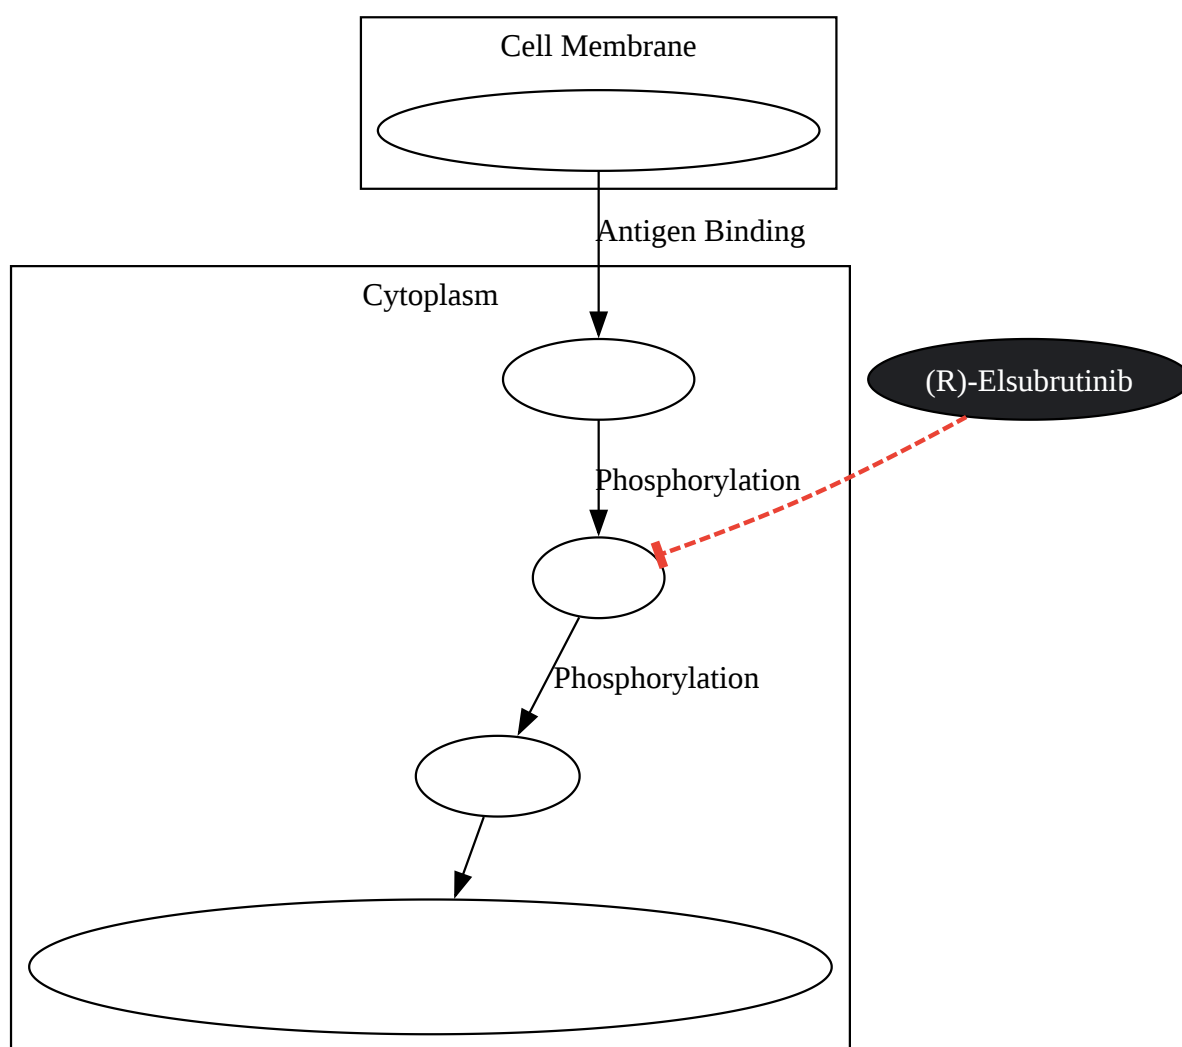 Cell Membrane
Antigen Binding
Cytoplasm
(R)-Elsubrutinib
Phosphorylation
Phosphorylation